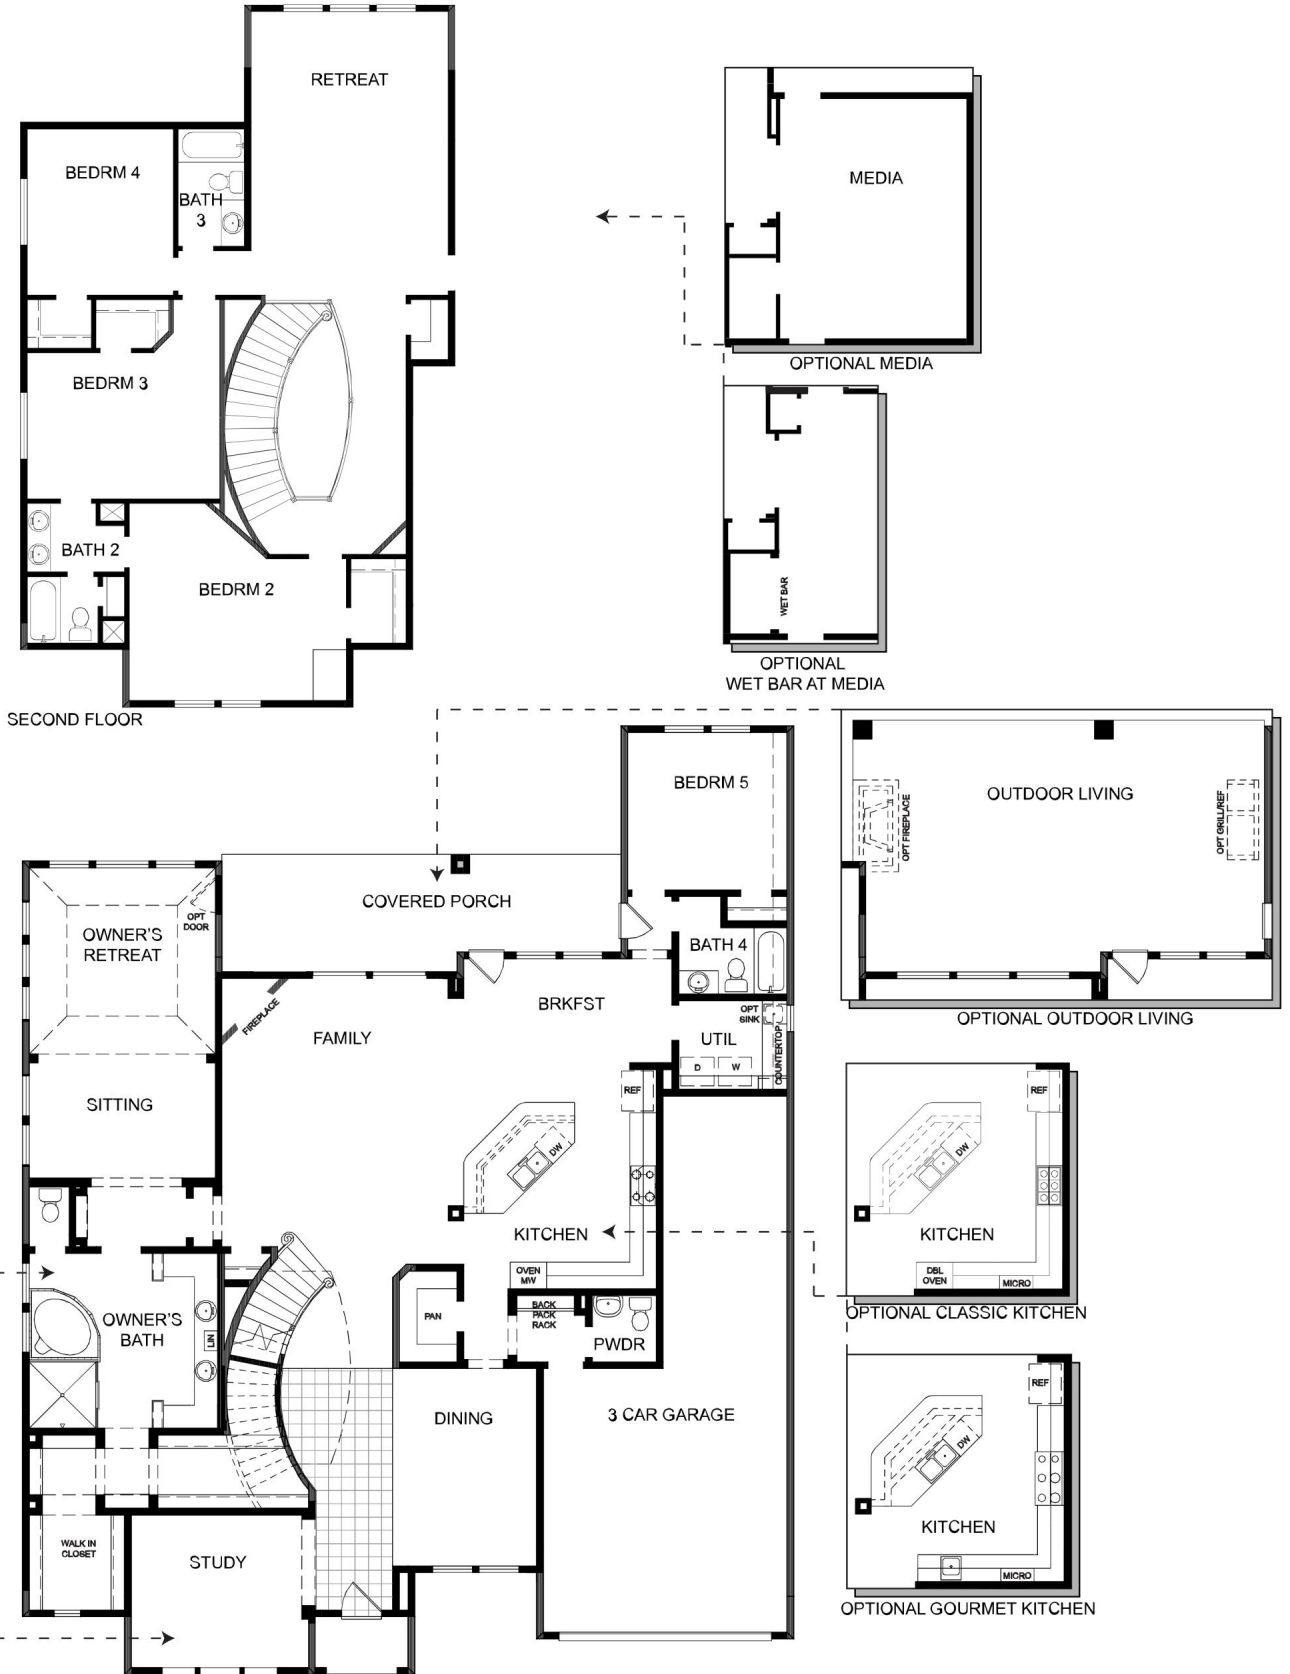 RETREAT
BEDRM 4
BATH
3
BEDRM 3
BATH 2
BEDRM 2
SECOND FLOOR
MEDIA
OPTIONAL MEDIA
WET BAR
OPTIONAL
WET BAR AT MEDIA
BEDRM 5
COVERED PORCH
OPT
DOOR
OWNER'S
RETREAT
BATH 4
FIREPLACE
BRKFST
FAMILY
OPT
SINK
UTIL
COUNTERTOP
D
W
SITTING
REF
DW
KITCHEN
OVEN
MW
OWNER'S
BATH
LIN
PAN
BACK
PACK
RACK
PWDR
DINING
3 CAR GARAGE
WALK IN
CLOSET
STUDY
OUTDOOR LIVING
OPT FIREPLACE
OPT GRILL/REF
OPTIONAL OUTDOOR LIVING
REF
DW
KITCHEN
DBL
OVEN
MICRO
OPTIONAL CLASSIC KITCHEN
REF
DW
KITCHEN
MICRO
OPTIONAL GOURMET KITCHEN